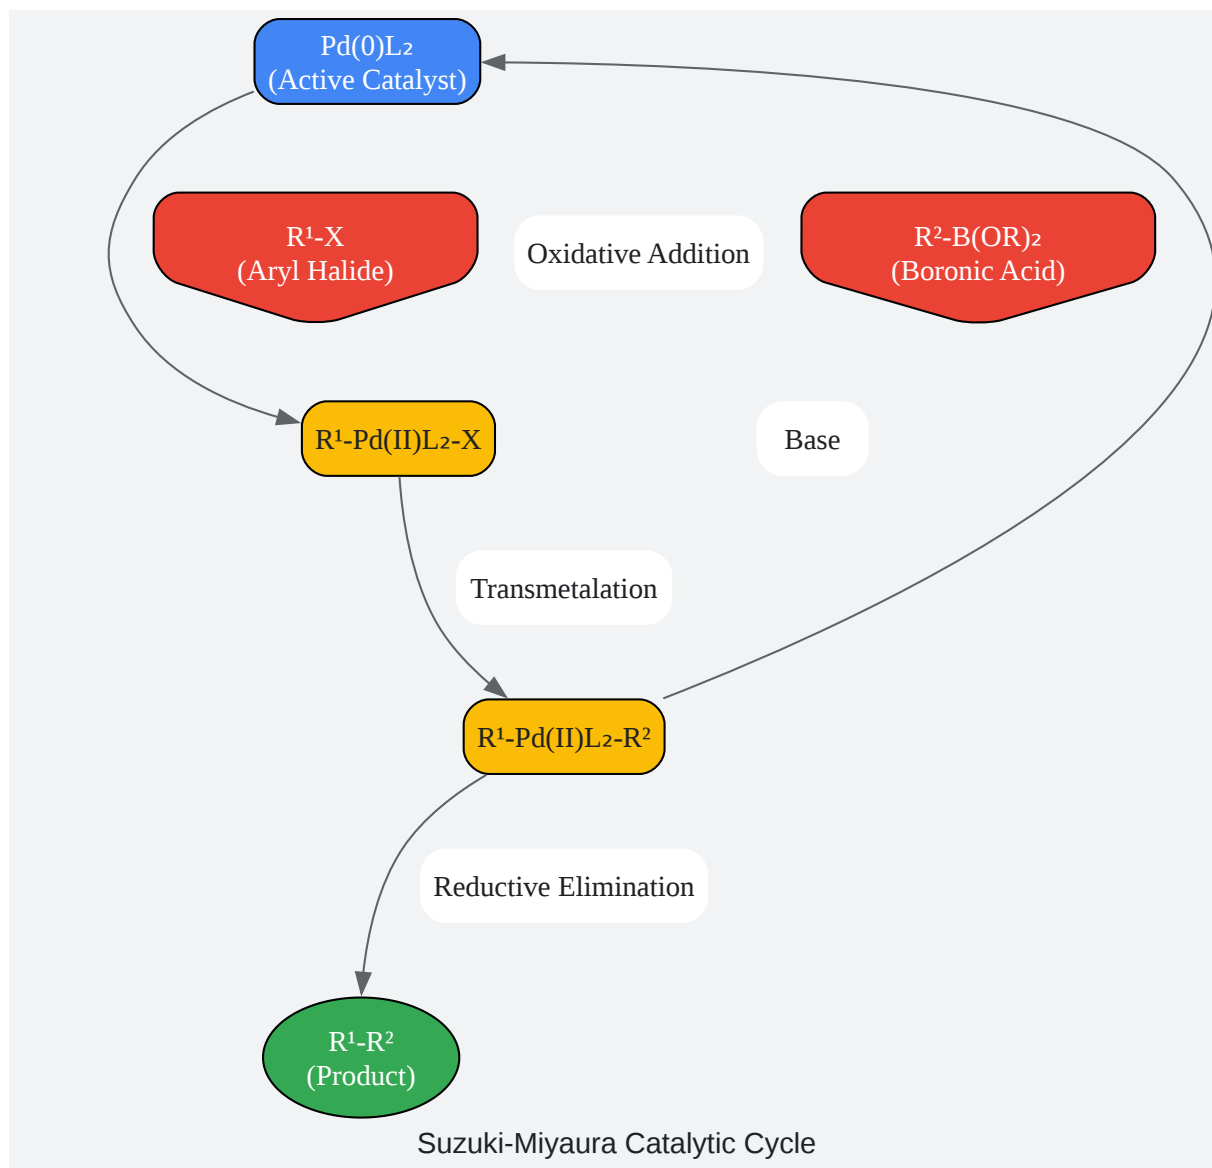 Pd(0)L₂
(Active Catalyst)
R¹-X
(Aryl Halide)
Oxidative Addition
R²-B(OR)₂
(Boronic Acid)
R¹-Pd(II)L₂-X
Base
Transmetalation
R¹-Pd(II)L₂-R²
Reductive Elimination
R¹-R²
(Product)
Suzuki-Miyaura Catalytic Cycle